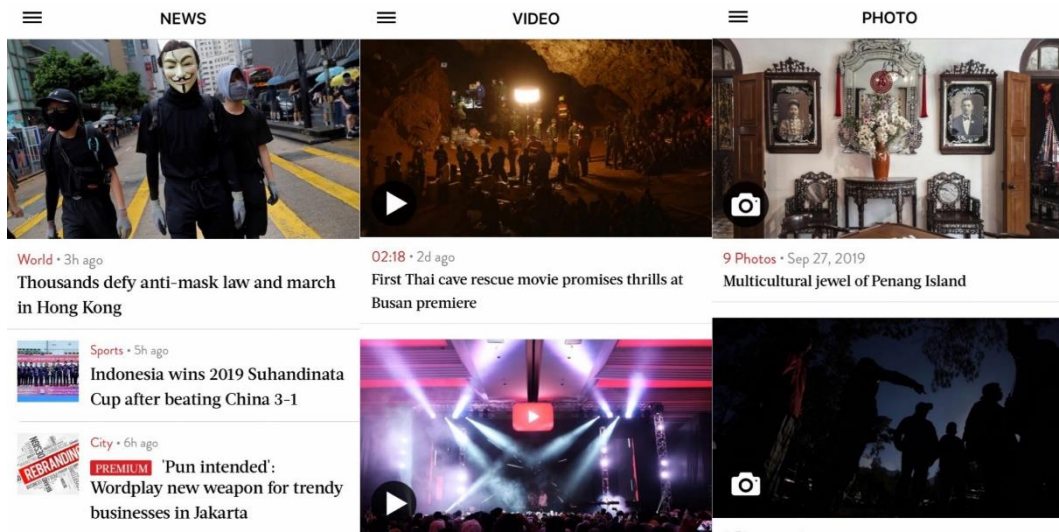 NEWS
World • 3h ago
Thousands defy anti-mask law and march
in Hong Kong
Sports • 5h ago
Indonesia wins 2019 Suhandinata
Cup after beating China 3-1
REBRANDING
DESIGN
City • 6h ago
PREMIUM 'Pun intended':
Wordplay new weapon for trendy
businesses in Jakarta
VIDEO
02:18 • 2d ago
First Thai cave rescue movie promises thrills at
Busan premiere
PHOTO
9 Photos • Sep 27, 2019
Multicultural jewel of Penang Island